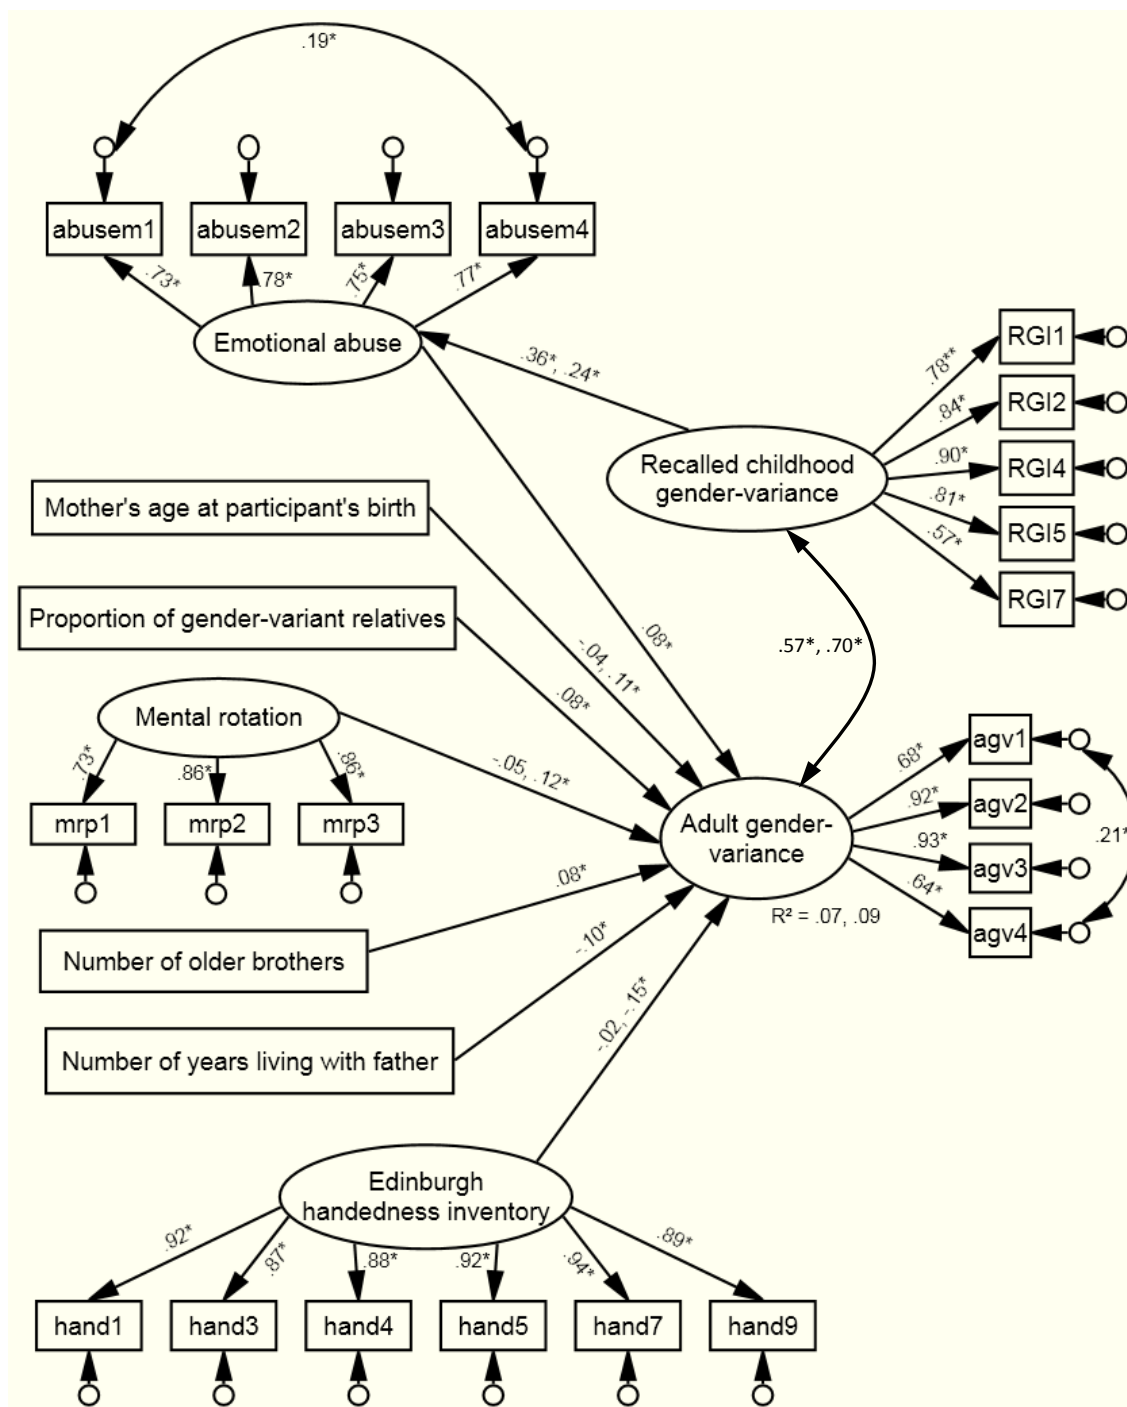 .19*
abusem1
abusem2
abusem3
abusem4
.73*
.78*
.75*
.77*
Emotional abuse
.36*, .24*
RGI1
RGI2
RGI4
RGI5
RGI7
.78**
.84*
.90*
.81*
.57*
Recalled childhood
gender-variance
Mother's age at participant's birth
Proportion of gender-variant relatives
.08*
-.04, .11*
.08*
.57*, .70*
Mental rotation
.73*
.86*
.86*
mrp1
mrp2
mrp3
-.05, .12*
Adult gender-
variance
R² = .07, .09
.68*
.92*
.93*
.64*
agv1
agv2
agv3
agv4
.21*
.08*
Number of older brothers
-.10*
Number of years living with father
-.02, -.15*
Edinburgh
handedness inventory
.92*
.87*
.88*
.92*
.94*
.89*
hand1
hand3
hand4
hand5
hand7
hand9